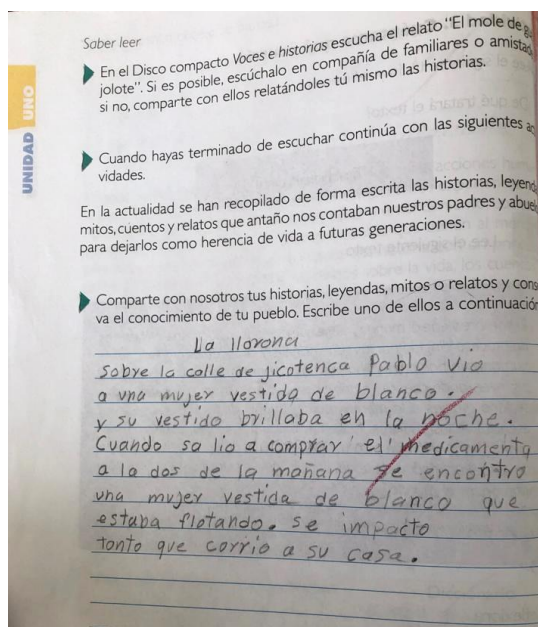 Saber leer
En el Disco compacto Voces e historias escucha el relato "El mole de
jolote". Si es posible, escúchalo en compañía de familiares o
si no, comparte con ellos relatándoles tú mismo las historias.
UNIDAD UNO
Cuando hayas terminado de escuchar continúa con las siguientes
vidades.
En la actualidad se han recopilado de forma escrita las historias,
mitos, cuentos y relatos que antaño nos contaban nuestros padres y
para dejarlos como herencia de vida a futuras generaciones.
Comparte con nosotros tus historias, leyendas, mitos o relatos y
va el conocimiento de tu pueblo. Escribe uno de ellos a continuación
La llorona
Sobre la calle de jicotenca Pablo vio
a una mujer vestida de blanco.
y su vestido brillaba en la noche.
Cuando salio a comprar el medicamento
a la dos de la mañana se encontro
una mujer vestida de blanco que
estaba flotando. se impacto
tonto que corrio a su casa.